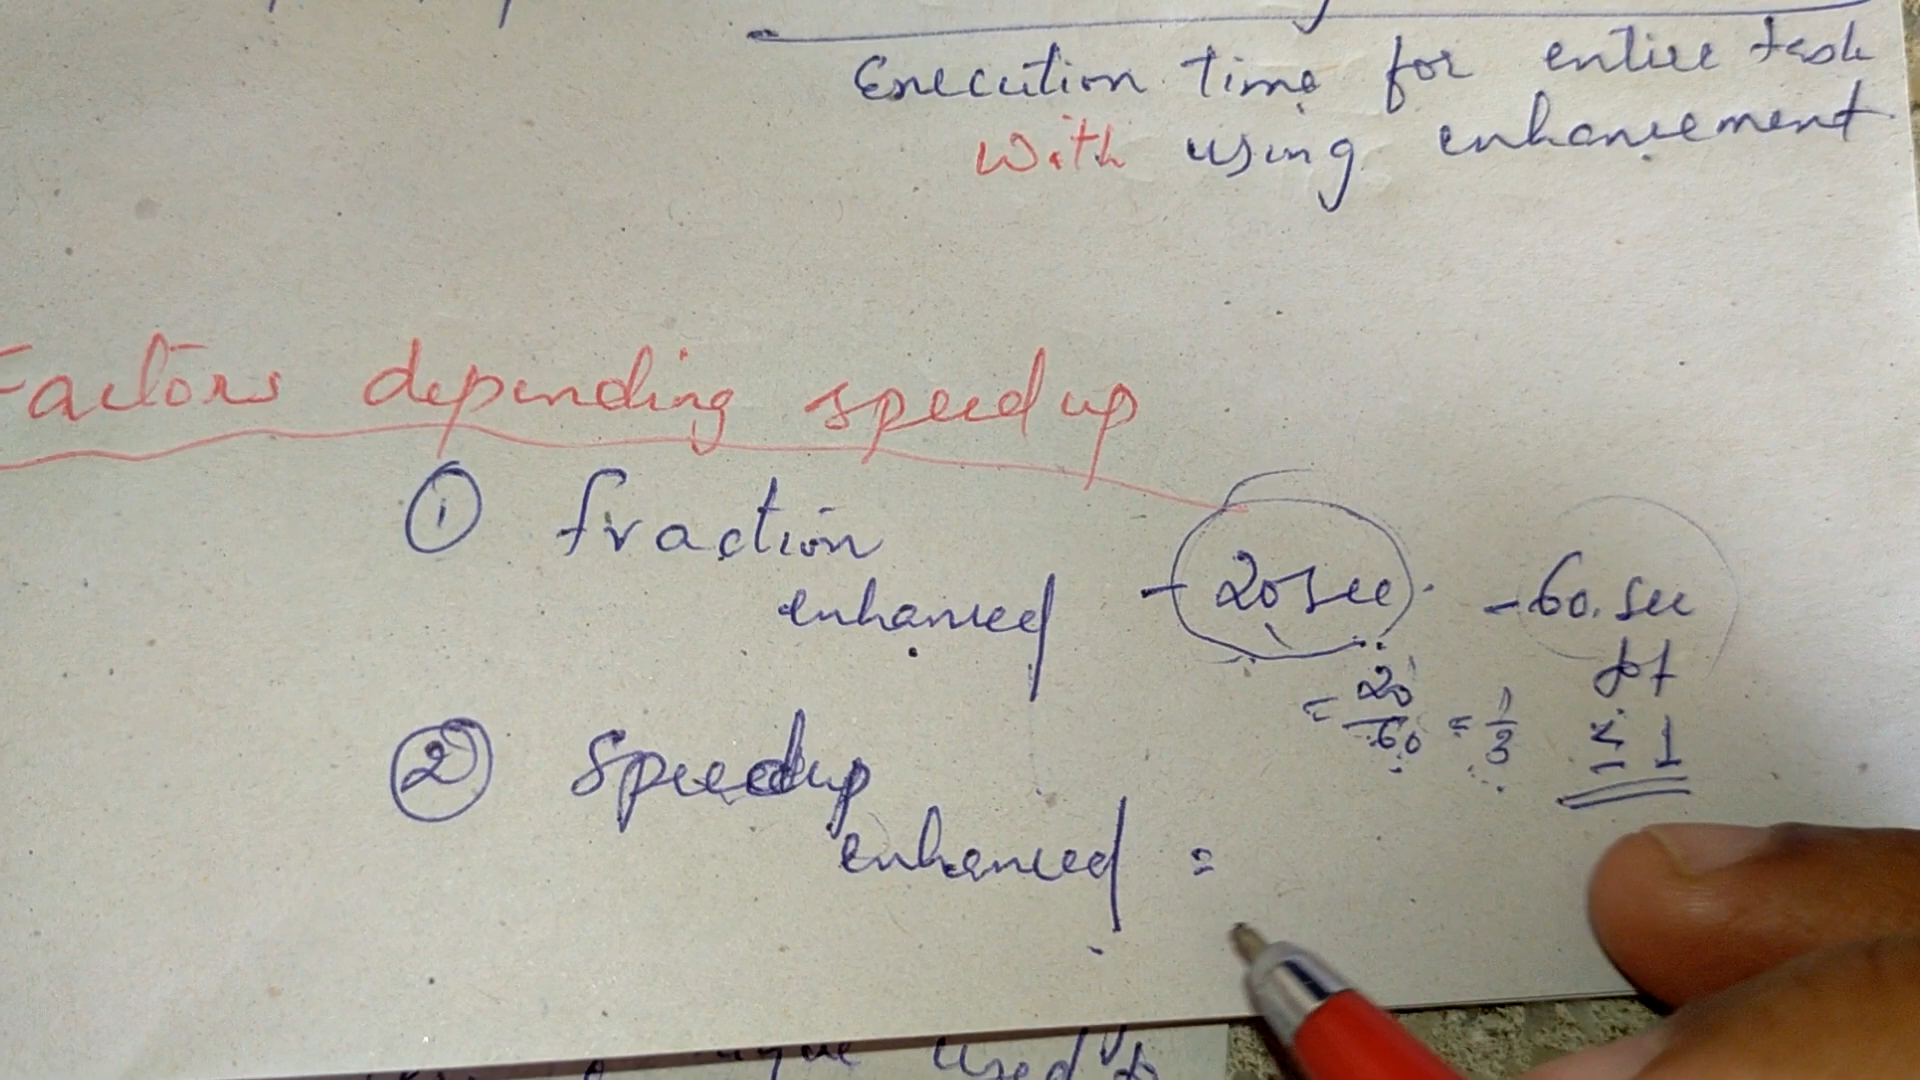 Execution time for entire task
with using enhancement
Factors depending speedup
① fraction
enhanced - 20 sec. - 60. sec
= 20/60 = 1/3
≤ 1
② Speedup
enhanced =
used